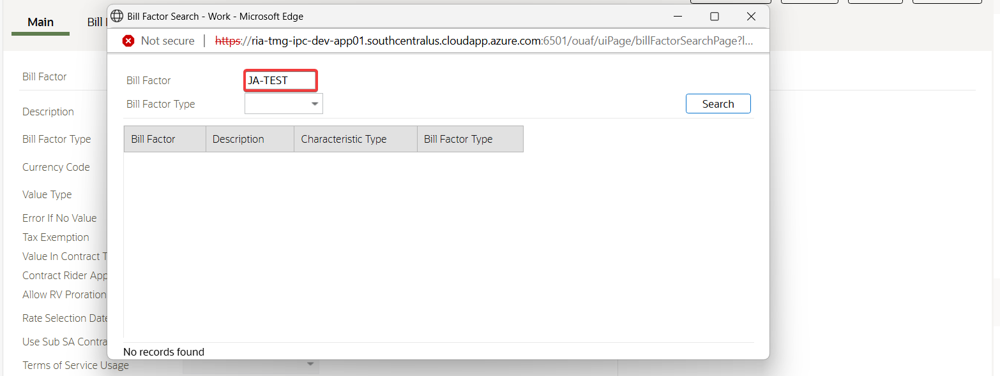 Main
Bill
Bill Factor
Description
Bill Factor Type
Currency Code
Value Type
Error If No Value
Tax Exemption
Value In Contract T
Contract Rider App
Allow RV Proration
Rate Selection Date
Use Sub SA Contra
Terms of Service Usage
Bill Factor Search - Work - Microsoft Edge
Not secure | https://ria-tmg-ipc-dev-app01.southcentralus.cloudapp.azure.com:6501/ouaf/uiPage/billFactorSearchPage?l...
Bill Factor JA-TEST
Bill Factor Type
Search
Bill Factor Description Characteristic Type Bill Factor Type
No records found